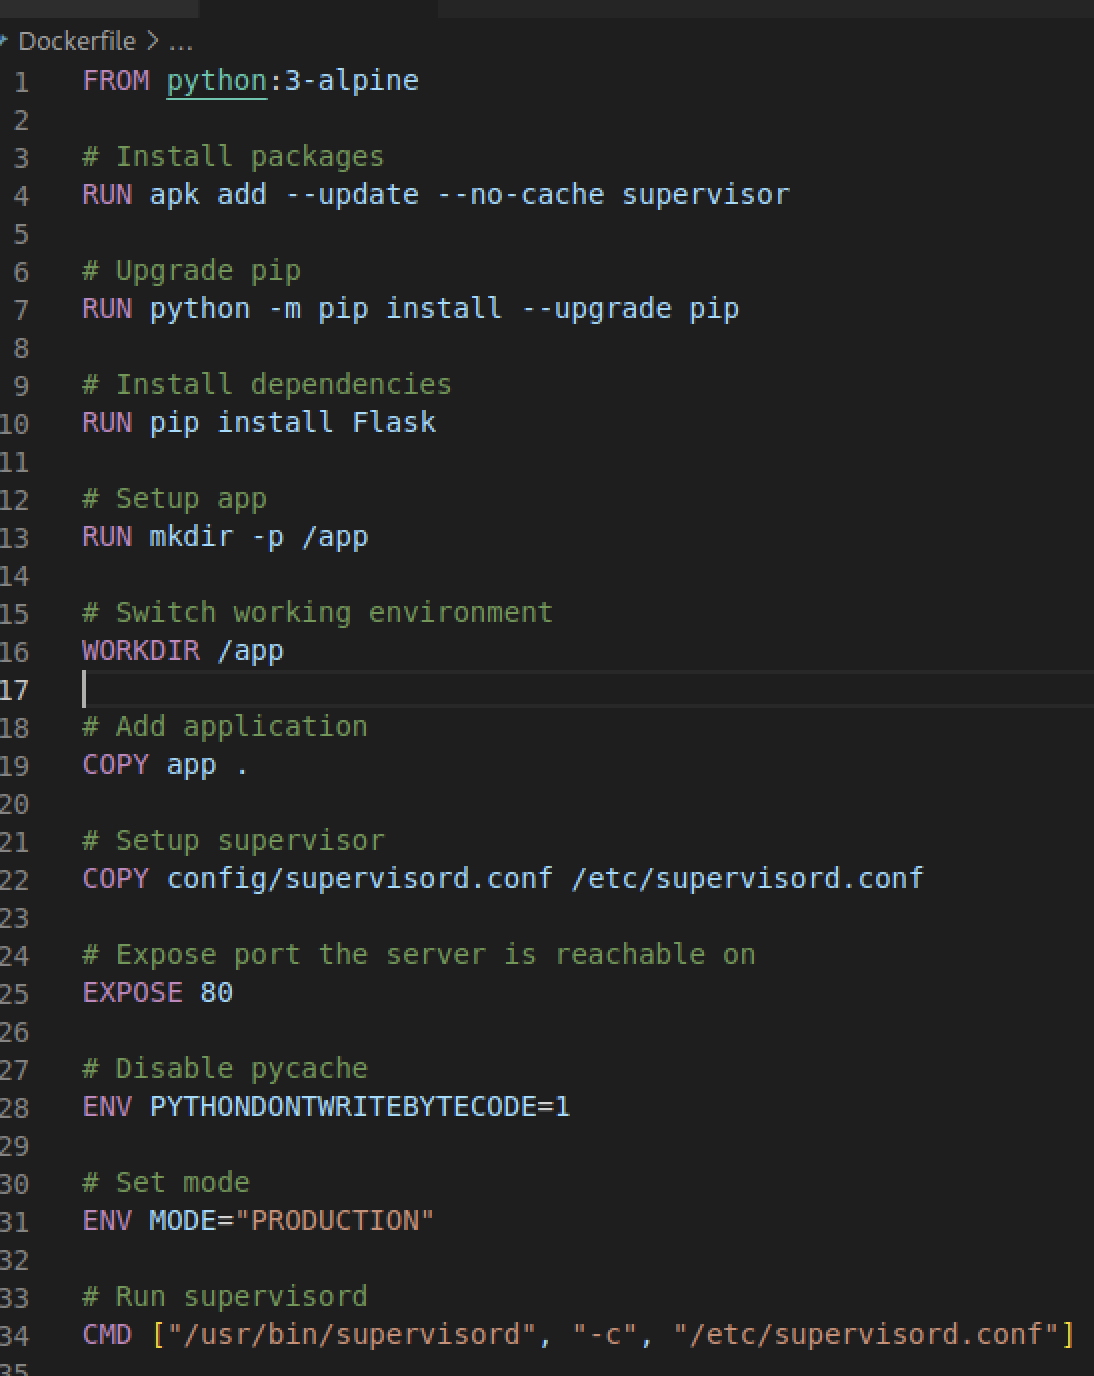 Dockerfile > ...
1 FROM python:3-alpine
2
3 # Install packages
4 RUN apk add --update --no-cache supervisor
5
6 # Upgrade pip
7 RUN python -m pip install --upgrade pip
8
9 # Install dependencies
10 RUN pip install Flask
11
12 # Setup app
13 RUN mkdir -p /app
14
15 # Switch working environment
16 WORKDIR /app
17
18 # Add application
19 COPY app .
20
21 # Setup supervisor
22 COPY config/supervisord.conf /etc/supervisord.conf
23
24 # Expose port the server is reachable on
25 EXPOSE 80
26
27 # Disable pycache
28 ENV PYTHONDONTWRITEBYTECODE=1
29
30 # Set mode
31 ENV MODE="PRODUCTION"
32
33 # Run supervisord
34 CMD ["/usr/bin/supervisord", "-c", "/etc/supervisord.conf"]
35